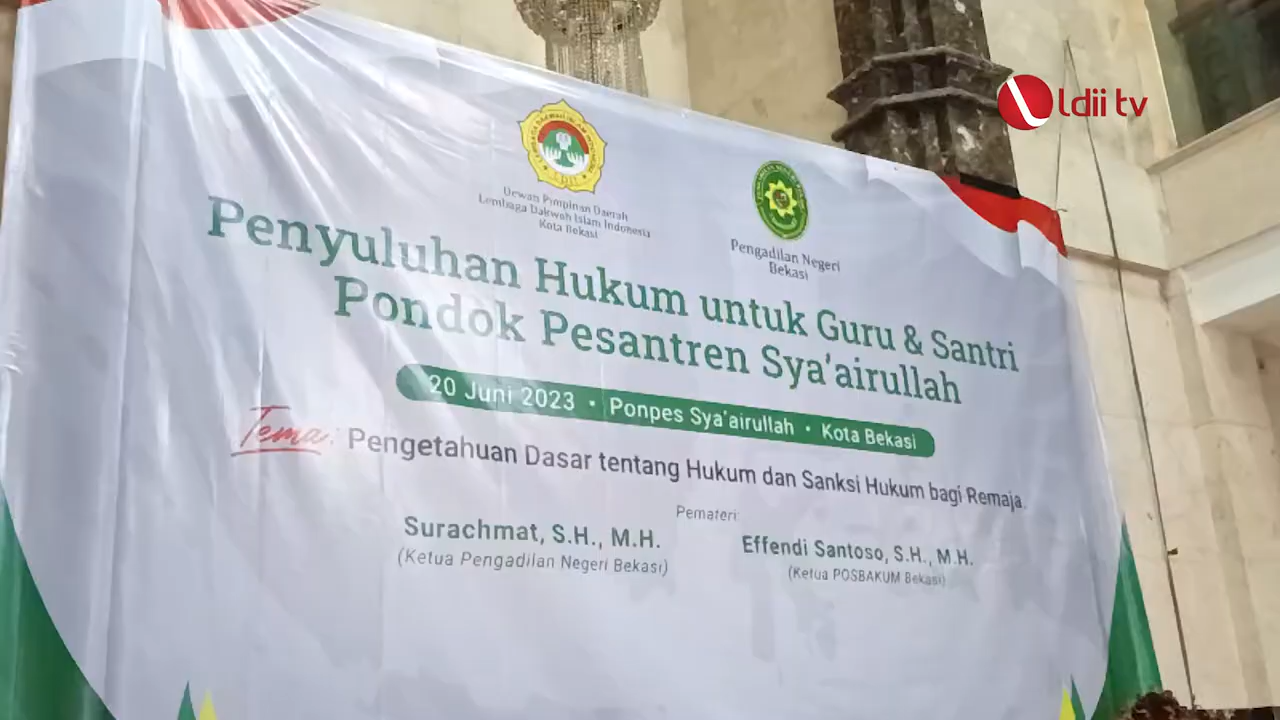 ldii tv
Dewan Pimpinan Daerah
Lembaga Dakwah Islam Indonesia
Kota Bekasi
Pengadilan Negeri
Bekasi
Penyuluhan Hukum untuk Guru & Santri
Pondok Pesantren Sya'airullah
20 Juni 2023 • Ponpes Sya'airullah • Kota Bekasi
Tema: Pengetahuan Dasar tentang Hukum dan Sanksi Hukum bagi Remaja
Pemateri:
Surachmat, S.H., M.H.
(Ketua Pengadilan Negeri Bekasi)
Effendi Santoso, S.H., M.H.
(Ketua POSBAKUM Bekasi)